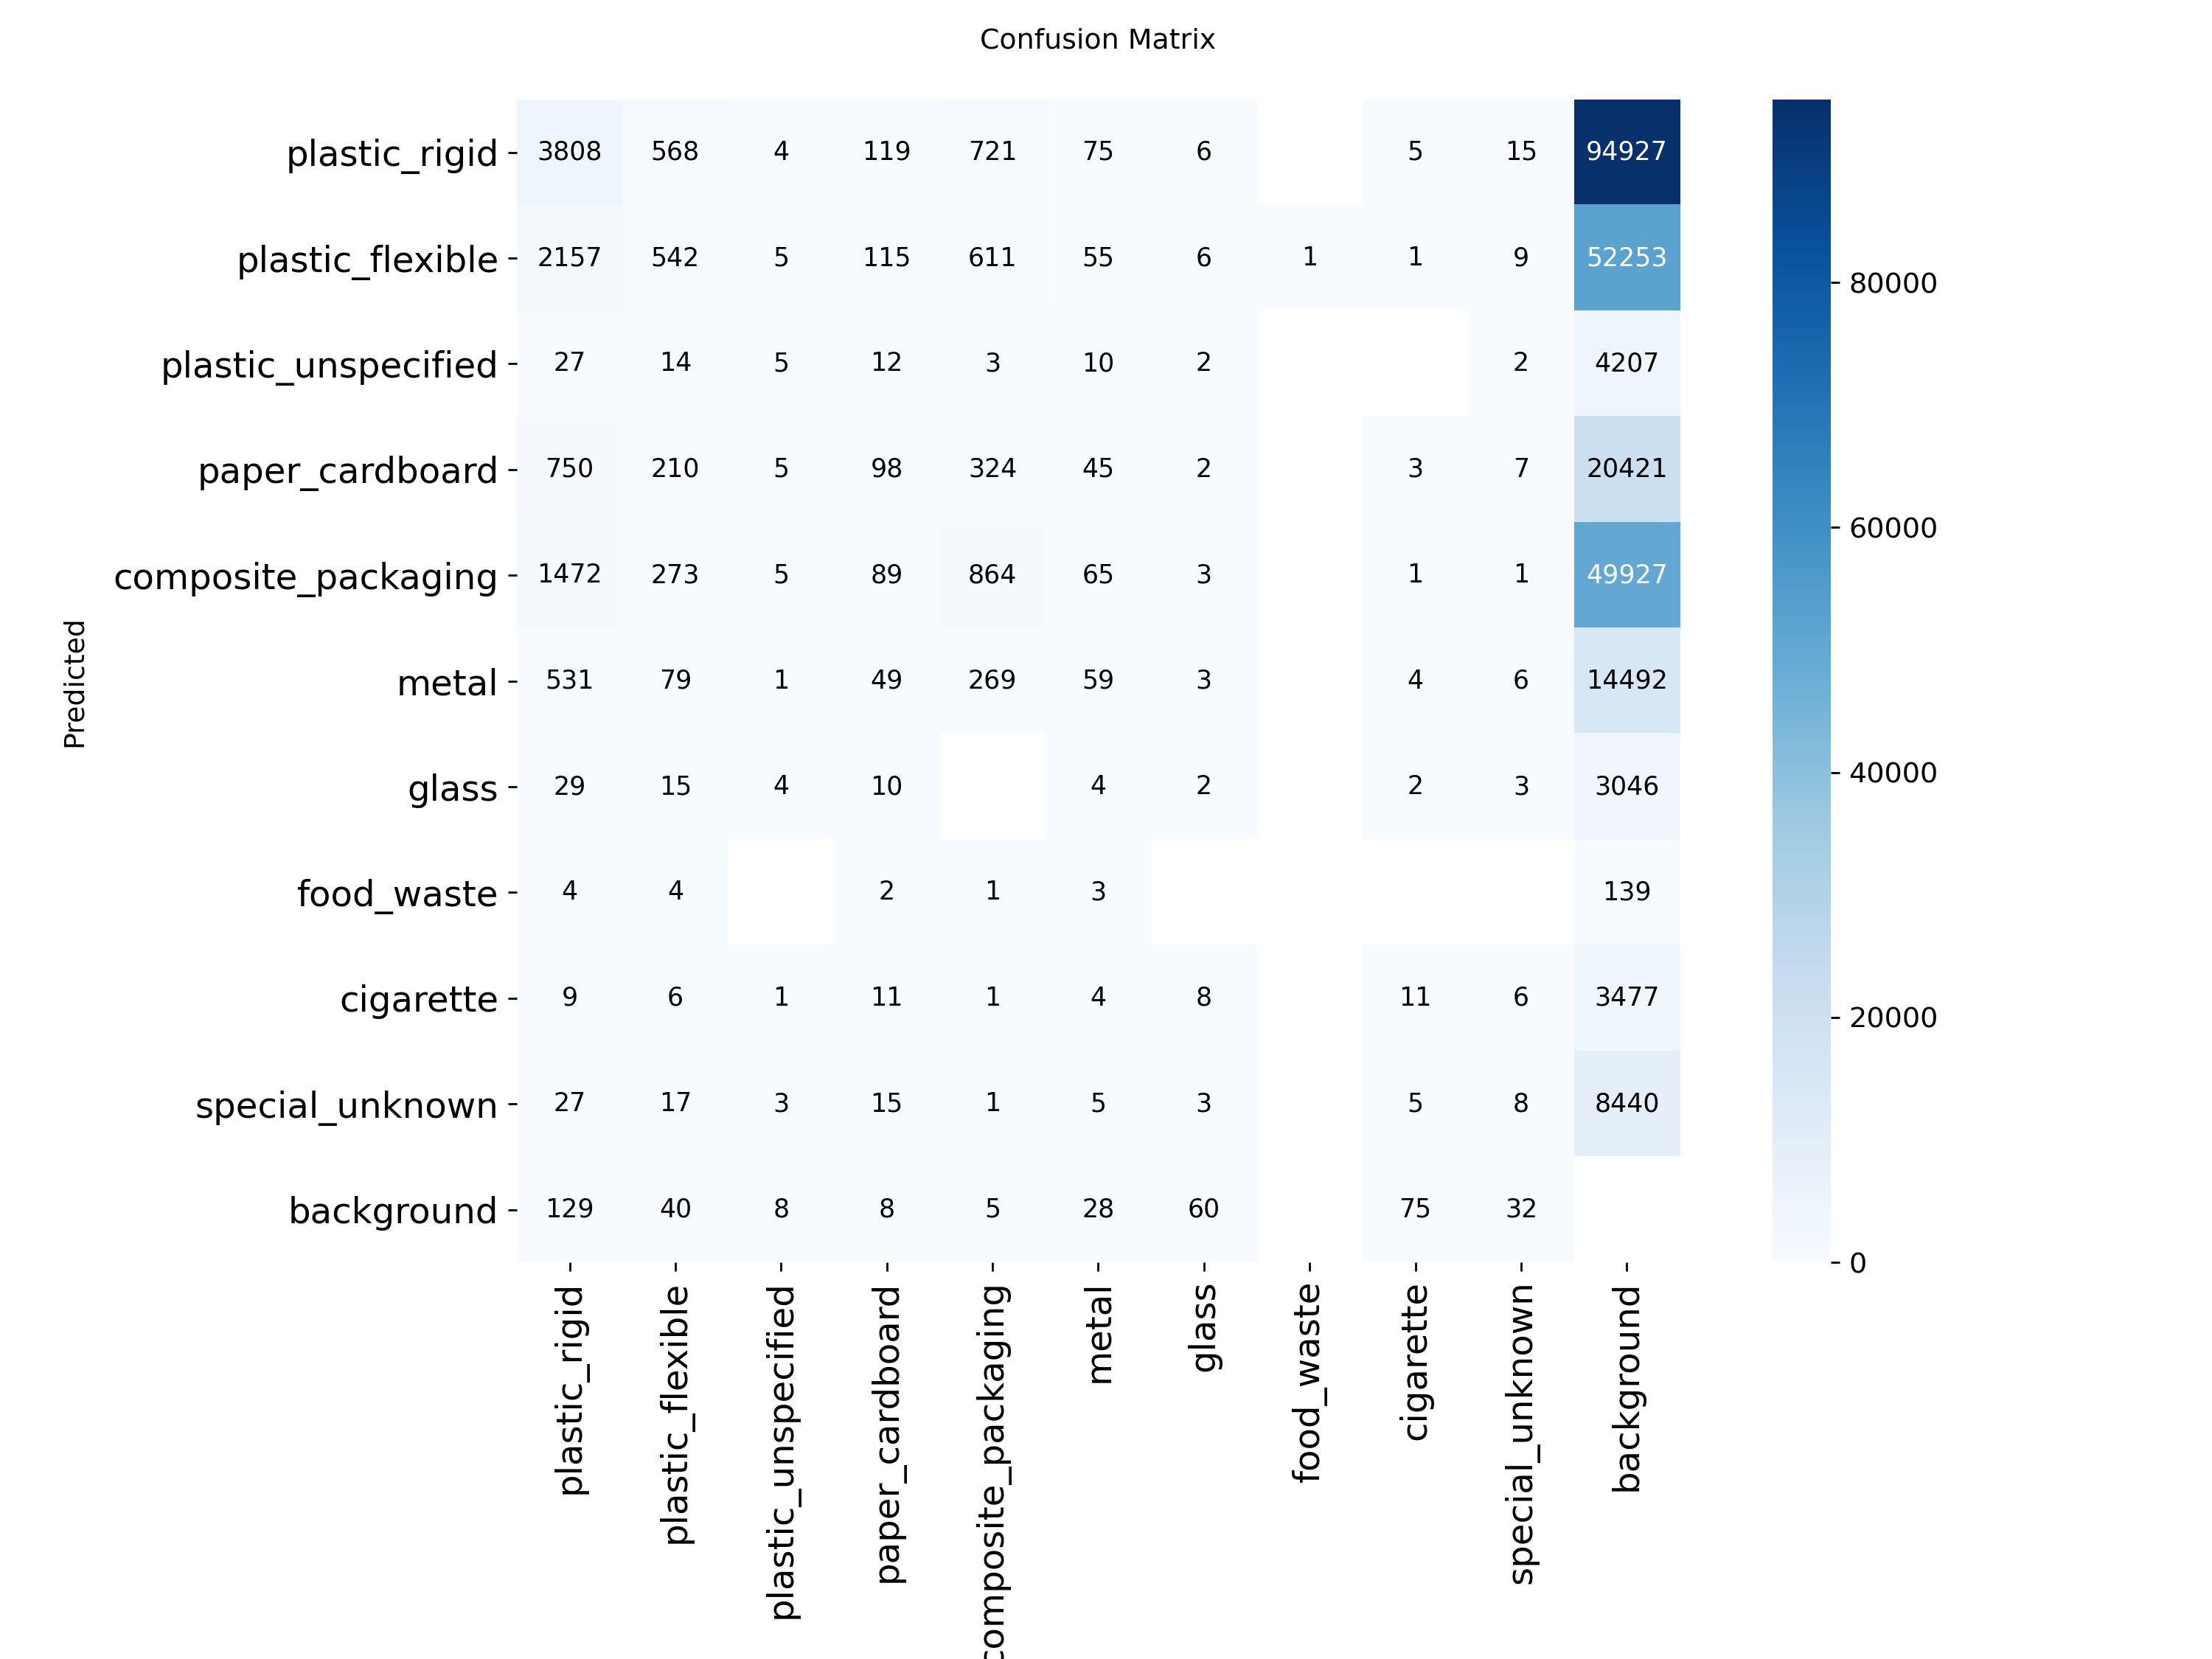 Confusion Matrix
plastic_rigid 3808 568 4 119 721 75 6 5 15 94927
plastic_flexible 2157 542 5 115 611 55 6 1 1 9 52253
plastic_unspecified 27 14 5 12 3 10 2 2 4207
paper_cardboard 750 210 5 98 324 45 2 3 7 20421
composite_packaging 1472 273 5 89 864 65 3 1 1 49927
metal 531 79 1 49 269 59 3 4 6 14492
glass 29 15 4 10 4 2 2 3 3046
food_waste 4 4 2 1 3 139
cigarette 9 6 1 11 1 4 8 11 6 3477
special_unknown 27 17 3 15 1 5 3 5 8 8440
background 129 40 8 8 5 28 60 75 32
Predicted
plastic_rigid
plastic_flexible
plastic_unspecified
paper_cardboard
composite_packaging
metal
glass
food_waste
cigarette
special_unknown
background
80000
60000
40000
20000
0